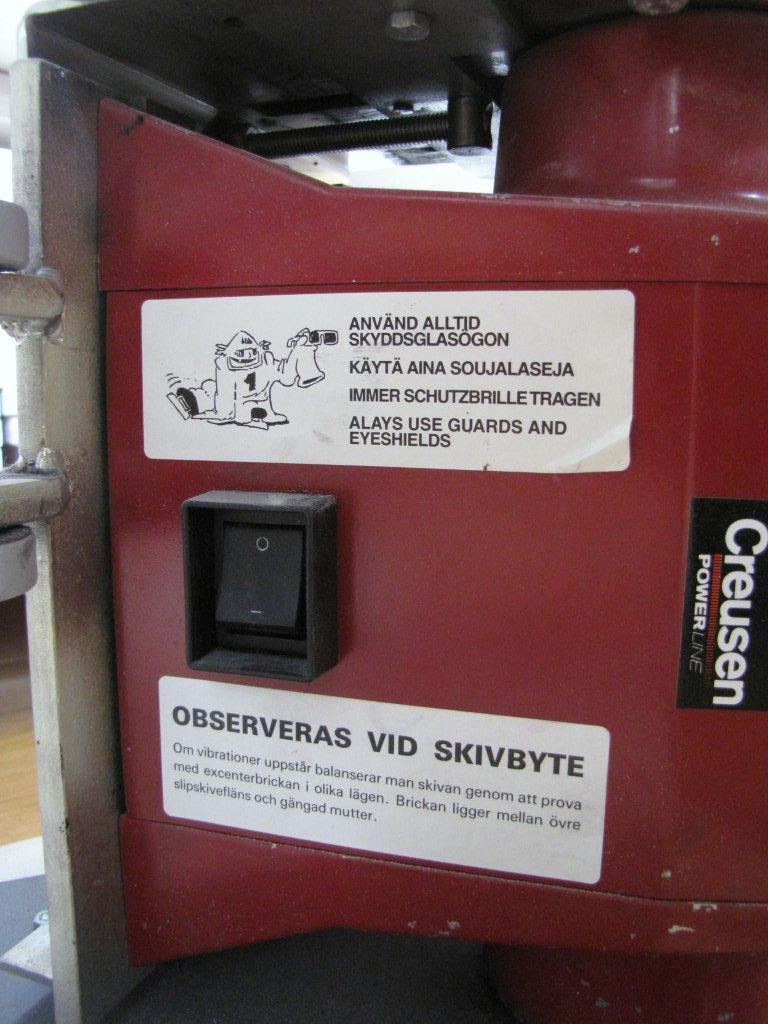 ANVÄND ALLTID
SKYDDSGLASÖGON
KÄYTÄ AINA SOUJALASEJA
IMMER SCHUTZBRILLE TRAGEN
ALAYS USE GUARDS AND
EYESHIELDS
1
Creusen
POWERLINE
OBSERVERAS VID SKIVBYTE
Om vibrationer uppstår balanserar man skivan genom att prova
med excenterbrickan i olika lägen. Brickan ligger mellan övre
slipskivefläns och gängad mutter.